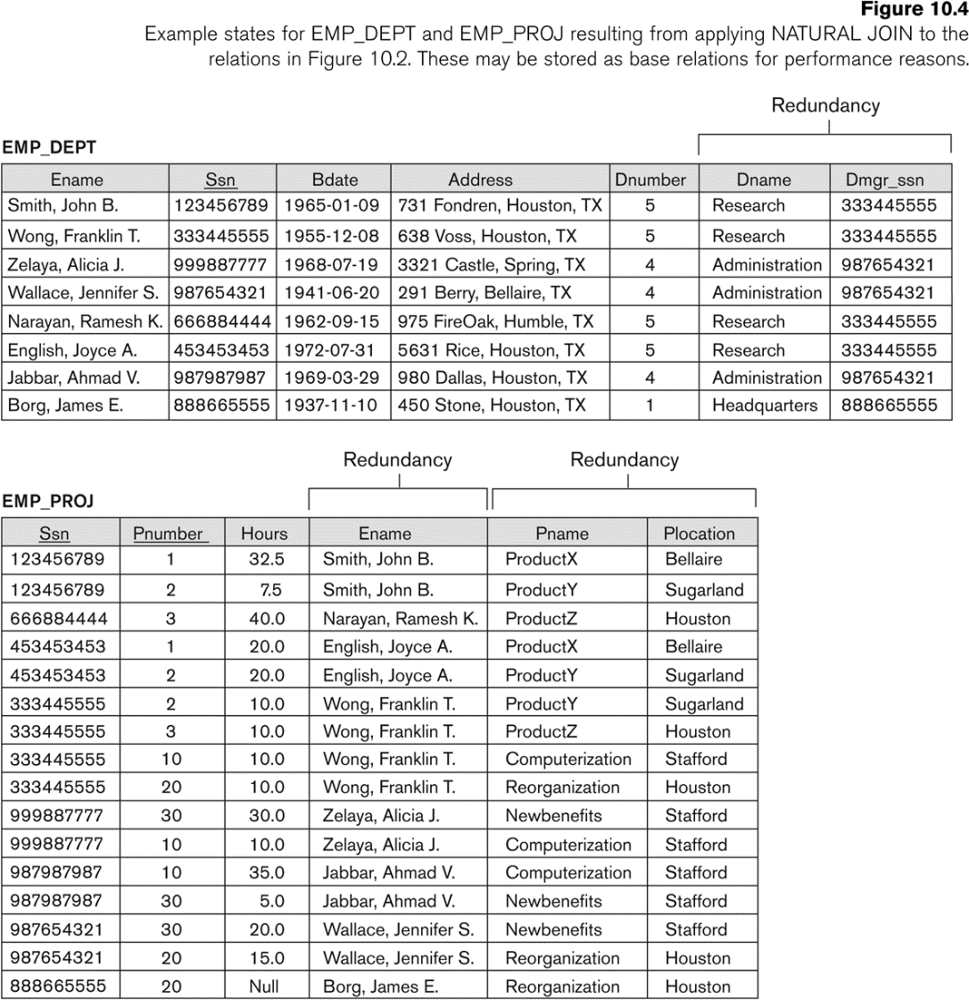 Figure 10.4
Example states for EMP_DEPT and EMP_PROJ resulting from applying NATURAL JOIN to the
relations in Figure 10.2. These may be stored as base relations for performance reasons.
Redundancy
EMP_DEPT
Ename Ssn Bdate Address Dnumber Dname Dmgr_ssn
Smith, John B. 123456789 1965-01-09 731 Fondren, Houston, TX 5 Research 333445555
Wong, Franklin T. 333445555 1955-12-08 638 Voss, Houston, TX 5 Research 333445555
Zelaya, Alicia J. 999887777 1968-07-19 3321 Castle, Spring, TX 4 Administration 987654321
Wallace, Jennifer S. 987654321 1941-06-20 291 Berry, Bellaire, TX 4 Administration 987654321
Narayan, Ramesh K. 666884444 1962-09-15 975 FireOak, Humble, TX 5 Research 333445555
English, Joyce A. 453453453 1972-07-31 5631 Rice, Houston, TX 5 Research 333445555
Jabbar, Ahmad V. 987987987 1969-03-29 980 Dallas, Houston, TX 4 Administration 987654321
Borg, James E. 888665555 1937-11-10 450 Stone, Houston, TX 1 Headquarters 888665555
Redundancy Redundancy
EMP_PROJ
Ssn Pnumber Hours Ename Pname Plocation
123456789 1 32.5 Smith, John B. ProductX Bellaire
123456789 2 7.5 Smith, John B. ProductY Sugarland
666884444 3 40.0 Narayan, Ramesh K. ProductZ Houston
453453453 1 20.0 English, Joyce A. ProductX Bellaire
453453453 2 20.0 English, Joyce A. ProductY Sugarland
333445555 2 10.0 Wong, Franklin T. ProductY Sugarland
333445555 3 10.0 Wong, Franklin T. ProductZ Houston
333445555 10 10.0 Wong, Franklin T. Computerization Stafford
333445555 20 10.0 Wong, Franklin T. Reorganization Houston
999887777 30 30.0 Zelaya, Alicia J. Newbenefits Stafford
999887777 10 10.0 Zelaya, Alicia J. Computerization Stafford
987987987 10 35.0 Jabbar, Ahmad V. Computerization Stafford
987987987 30 5.0 Jabbar, Ahmad V. Newbenefits Stafford
987654321 30 20.0 Wallace, Jennifer S. Newbenefits Stafford
987654321 20 15.0 Wallace, Jennifer S. Reorganization Houston
888665555 20 Null Borg, James E. Reorganization Houston